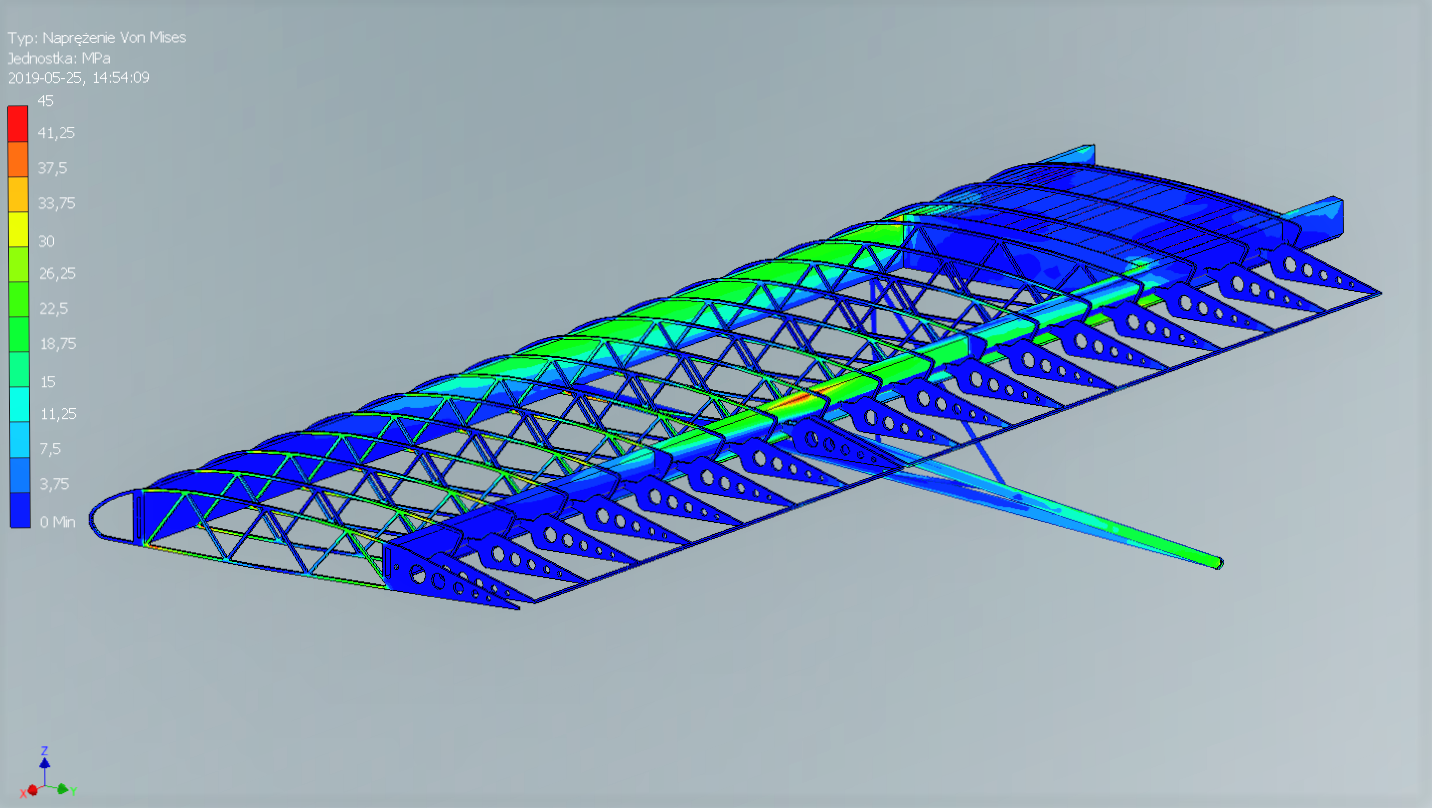 Typ: Naprężenie Von Mises
Jednostka: MPa
2019-05-25, 14:54:09
45
41,25
37,5
33,75
30
26,25
22,5
18,75
15
11,25
7,5
3,75
0 Min
Z
X
Y